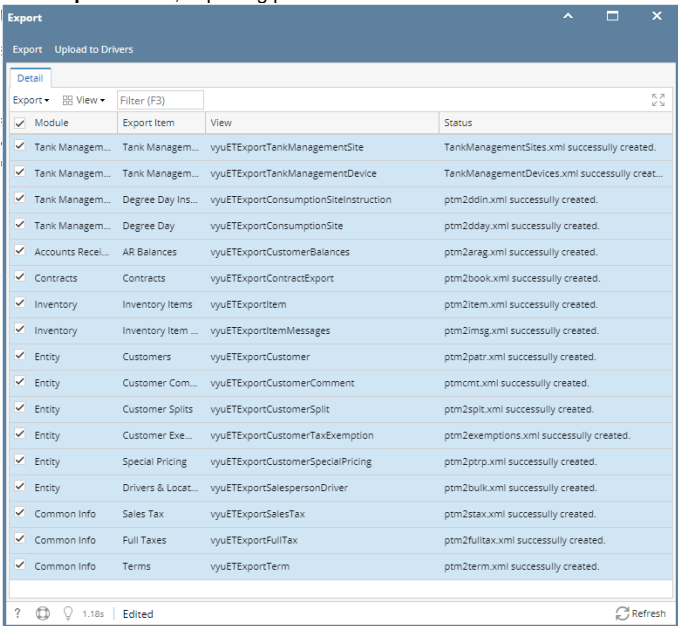 Export
Export Upload to Drivers
Detail
Export View Filter (F3)
Module Export Item View Status
Tank Managem... Tank Managem... vyuETExportTankManagementSite TankManagementSites.xml successully created.
Tank Managem... Tank Managem... vyuETExportTankManagementDevice TankManagementDevices.xml successully creat...
Tank Managem... Degree Day Ins... vyuETExportConsumptionSiteInstruction ptm2ddin.xml successully created.
Tank Managem... Degree Day vyuETExportConsumptionSite ptm2dday.xml successully created.
Accounts Recei... AR Balances vyuETExportCustomerBalances ptm2arag.xml successully created.
Contracts Contracts vyuETExportContractExport ptm2book.xml successully created.
Inventory Inventory Items vyuETExportItem ptm2item.xml successully created.
Inventory Inventory Item ... vyuETExportItemMessages ptm2imsg.xml successully created.
Entity Customers vyuETExportCustomer ptm2patr.xml successully created.
Entity Customer Com... vyuETExportCustomerComment ptmcmt.xml successully created.
Entity Customer Splits vyuETExportCustomerSplit ptm2splt.xml successully created.
Entity Customer Exe... vyuETExportCustomerTaxExemption ptm2exemptions.xml successully created.
Entity Special Pricing vyuETExportCustomerSpecialPricing ptm2ptrp.xml successully created.
Entity Drivers & Locat... vyuETExportSalespersonDriver ptm2bulk.xml successully created.
Common Info Sales Tax vyuETExportSalesTax ptm2stax.xml successully created.
Common Info Full Taxes vyuETExportFullTax ptm2fulltax.xml successully created.
Common Info Terms vyuETExportTerm ptm2term.xml successully created.
? 1.18s Edited Refresh